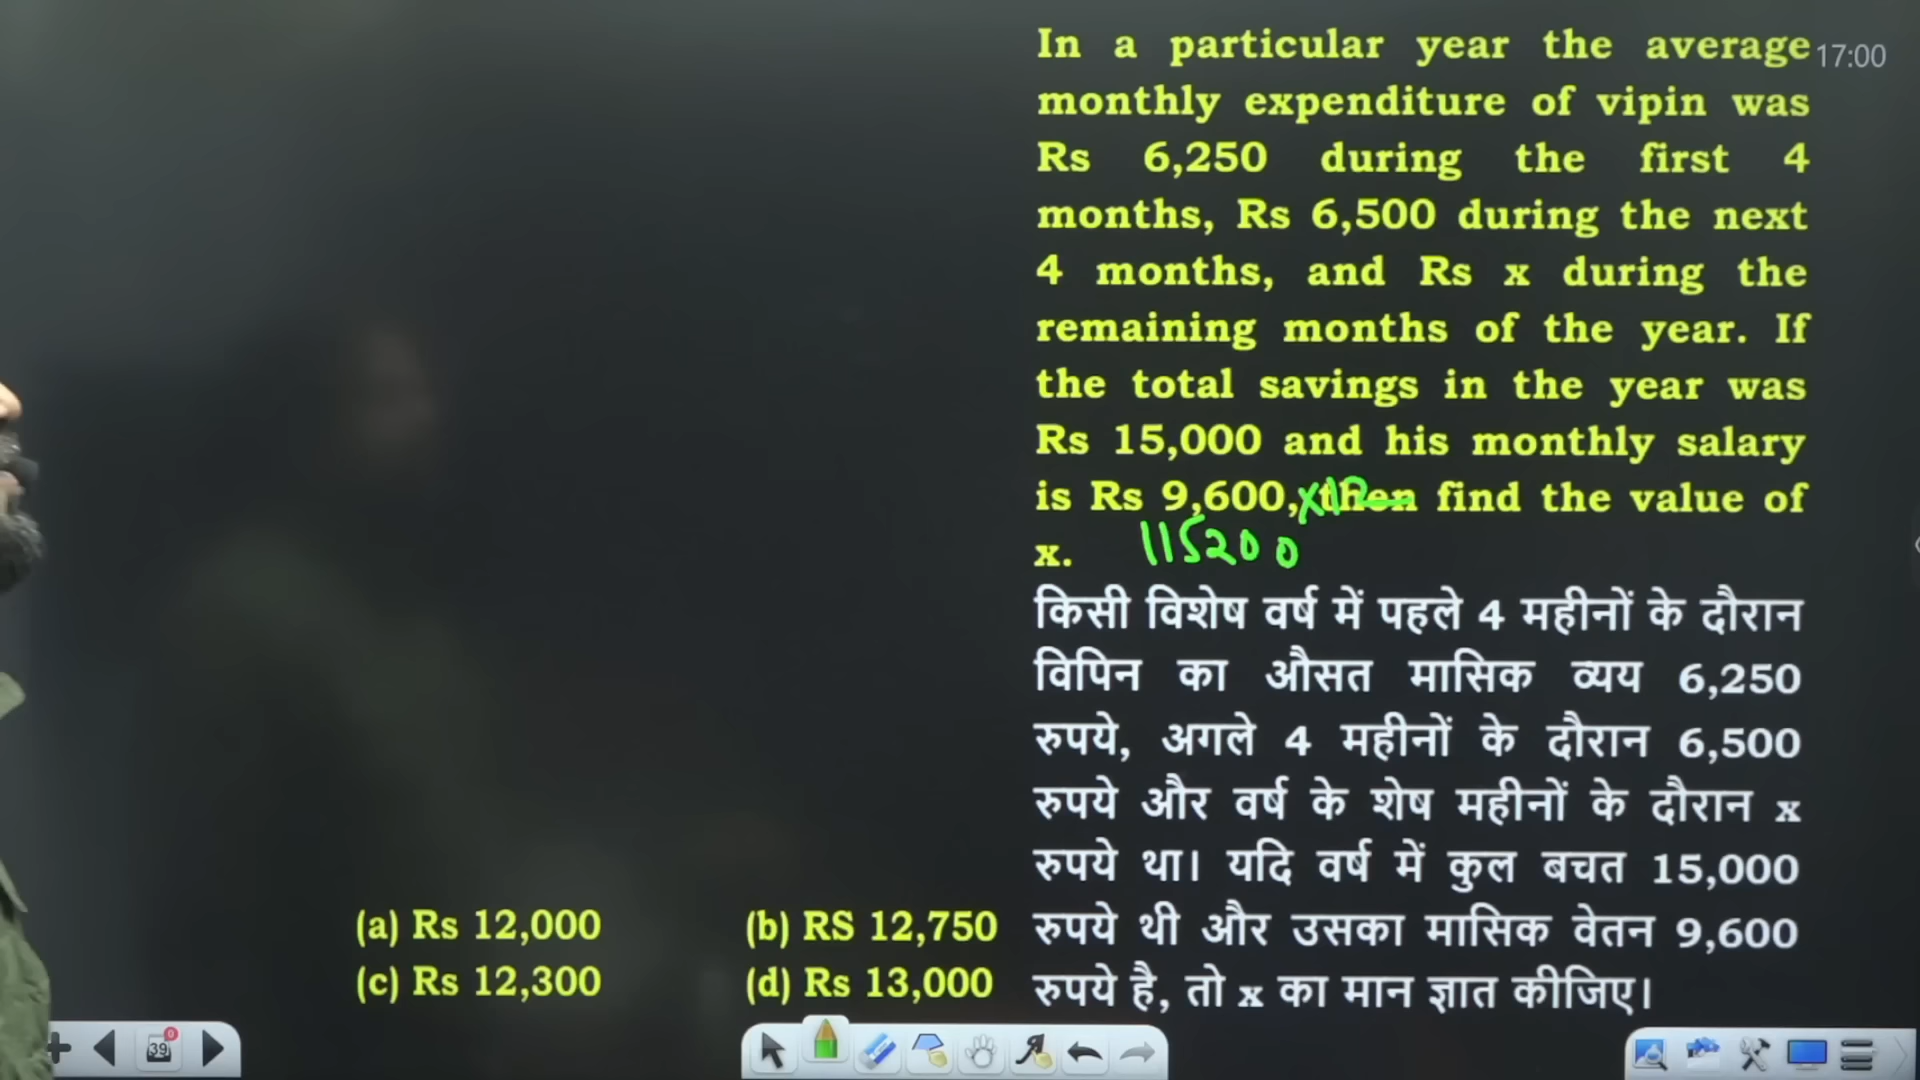 In a particular year the average
17:00
monthly expenditure of vipin was
Rs 6,250 during the first 4
months, Rs 6,500 during the next
4 months, and Rs x during the
remaining months of the year. If
the total savings in the year was
Rs 15,000 and his monthly salary
is Rs 9,600, then find the value of
x12
x. 115200
किसी विशेष वर्ष में पहले 4 महीनों के दौरान
विपिन का औसत मासिक व्यय 6,250
रुपये, अगले 4 महीनों के दौरान 6,500
रुपये और वर्ष के शेष महीनों के दौरान x
रुपये था। यदि वर्ष में कुल बचत 15,000
रुपये थी और उसका मासिक वेतन 9,600
रुपये है, तो x का मान ज्ञात कीजिए।
(a) Rs 12,000 (b) RS 12,750
(c) Rs 12,300 (d) Rs 13,000
39 0